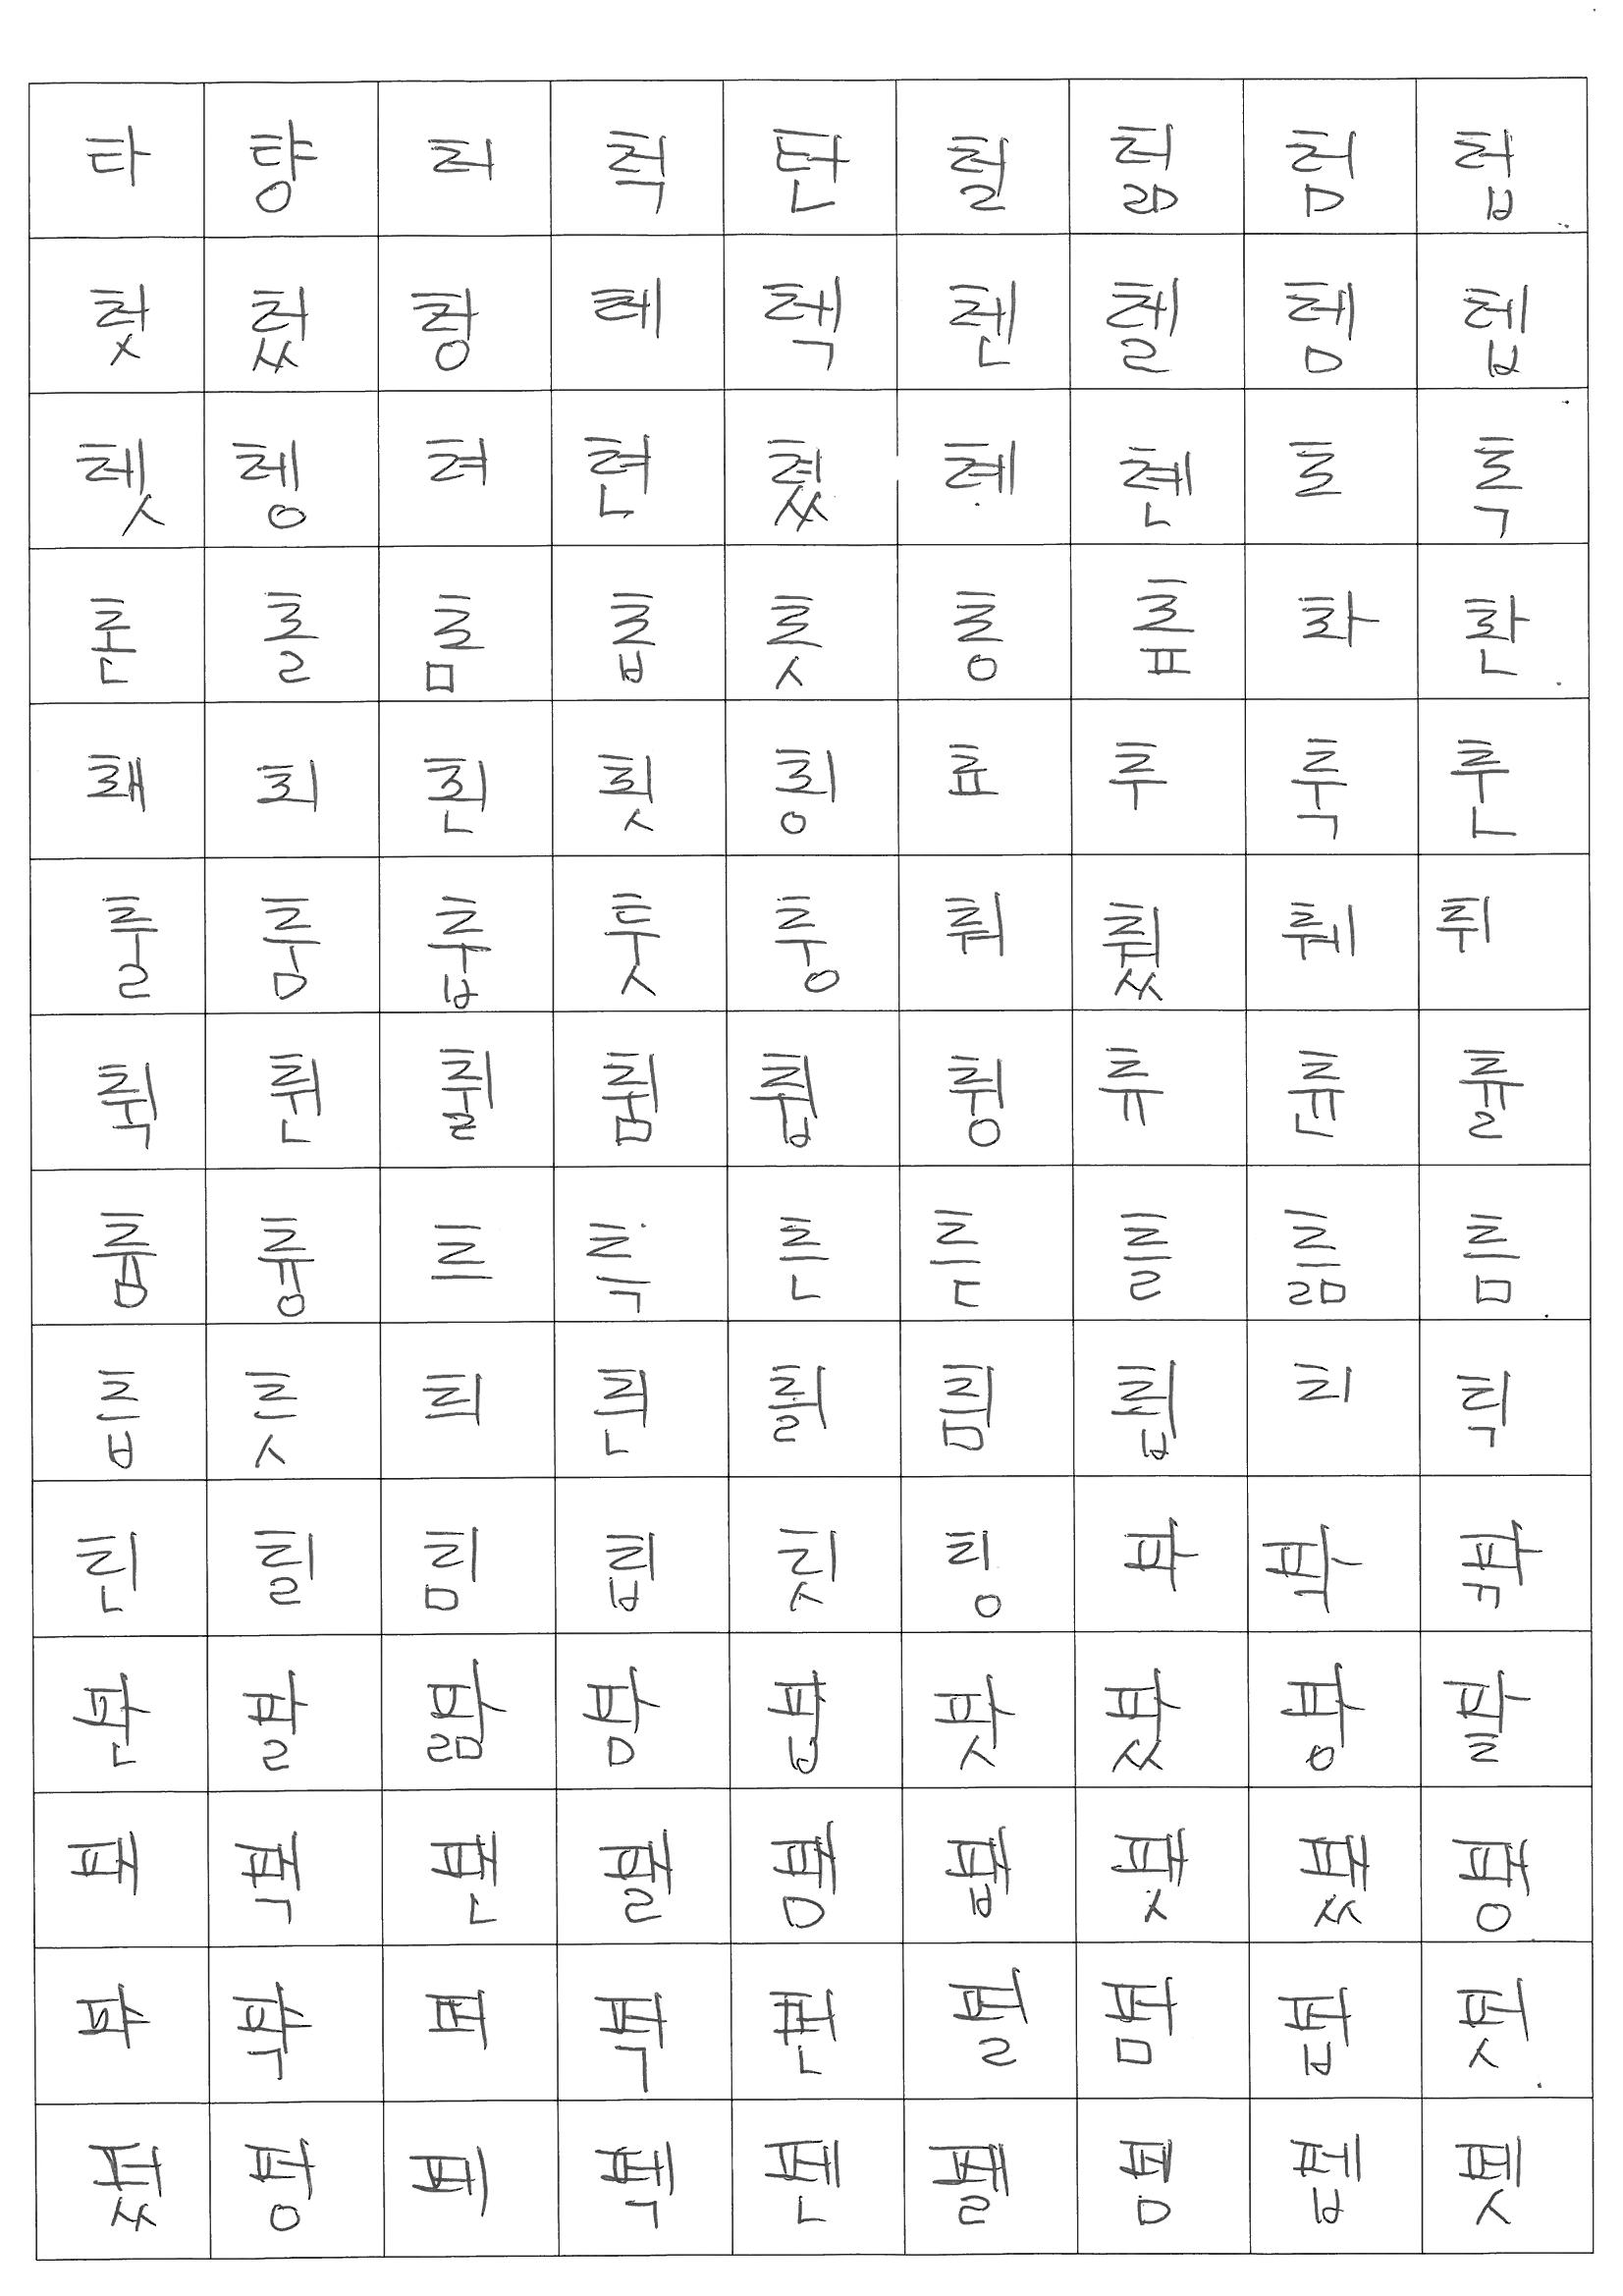 타 턍 터 턱 탄 털 턺 텀 텁
텃 텄 텅 테 텍 텐 텔 템 텝
텟 텡 텨 텬 텼 톄 톈 토 톡
톤 톨 톰 톱 톳 통 톺 톼 퇀
퇘 퇴 퇸 툇 툉 툐 투 툭 툰
툴 툼 툽 툿 퉁 퉈 퉜 퉤 튀
튁 튄 튈 튐 튑 튕 튜 튠 튤
튬 튱 트 특 튼 튿 틀 틂 틈
틉 틋 틔 틘 틜 틤 틥 티 틱
틴 틸 팀 팁 팃 팅 파 팍 팎
판 팔 팖 팜 팝 팟 팠 팡 팥
패 팩 팬 팰 팸 팹 팻 팼 팽
퍄 퍅 퍼 퍽 펀 펄 펌 펍 펏
펐 펑 페 펙 펜 펠 펨 펩 펫